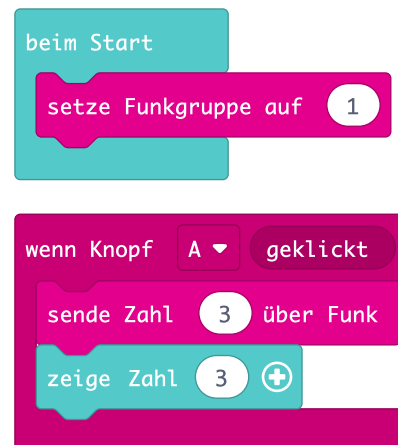 beim Start
setze Funkgruppe auf 1
wenn Knopf A geklickt
sende Zahl 3 über Funk
zeige Zahl 3